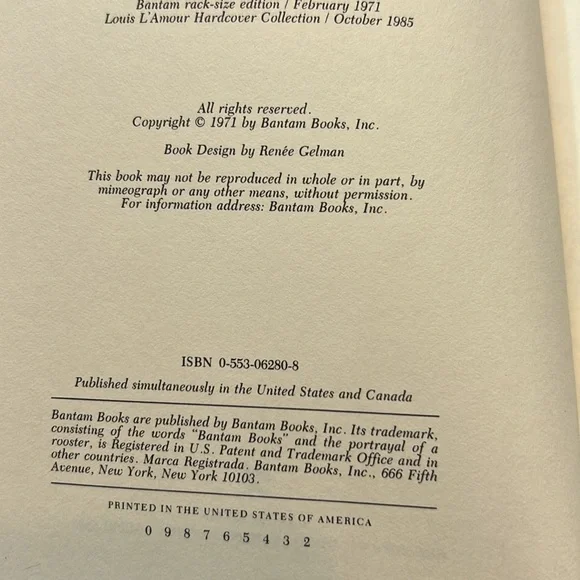 Bantam rack-size edition / February 1971
Louis L'Amour Hardcover Collection / October 1985
All rights reserved.
Copyright © 1971 by Bantam Books, Inc.
Book Design by Renée Gelman
This book may not be reproduced in whole or in part, by
mimeograph or any other means, without permission.
For information address: Bantam Books, Inc.
ISBN 0-553-06280-8
Published simultaneously in the United States and Canada
Bantam Books are published by Bantam Books, Inc. Its trademark,
consisting of the words "Bantam Books" and the portrayal of a
rooster, is Registered in U.S. Patent and Trademark Office and in
other countries. Marca Registrada. Bantam Books, Inc., 666 Fifth
Avenue, New York, New York 10103.
PRINTED IN THE UNITED STATES OF AMERICA
0 9 8 7 6 5 4 3 2